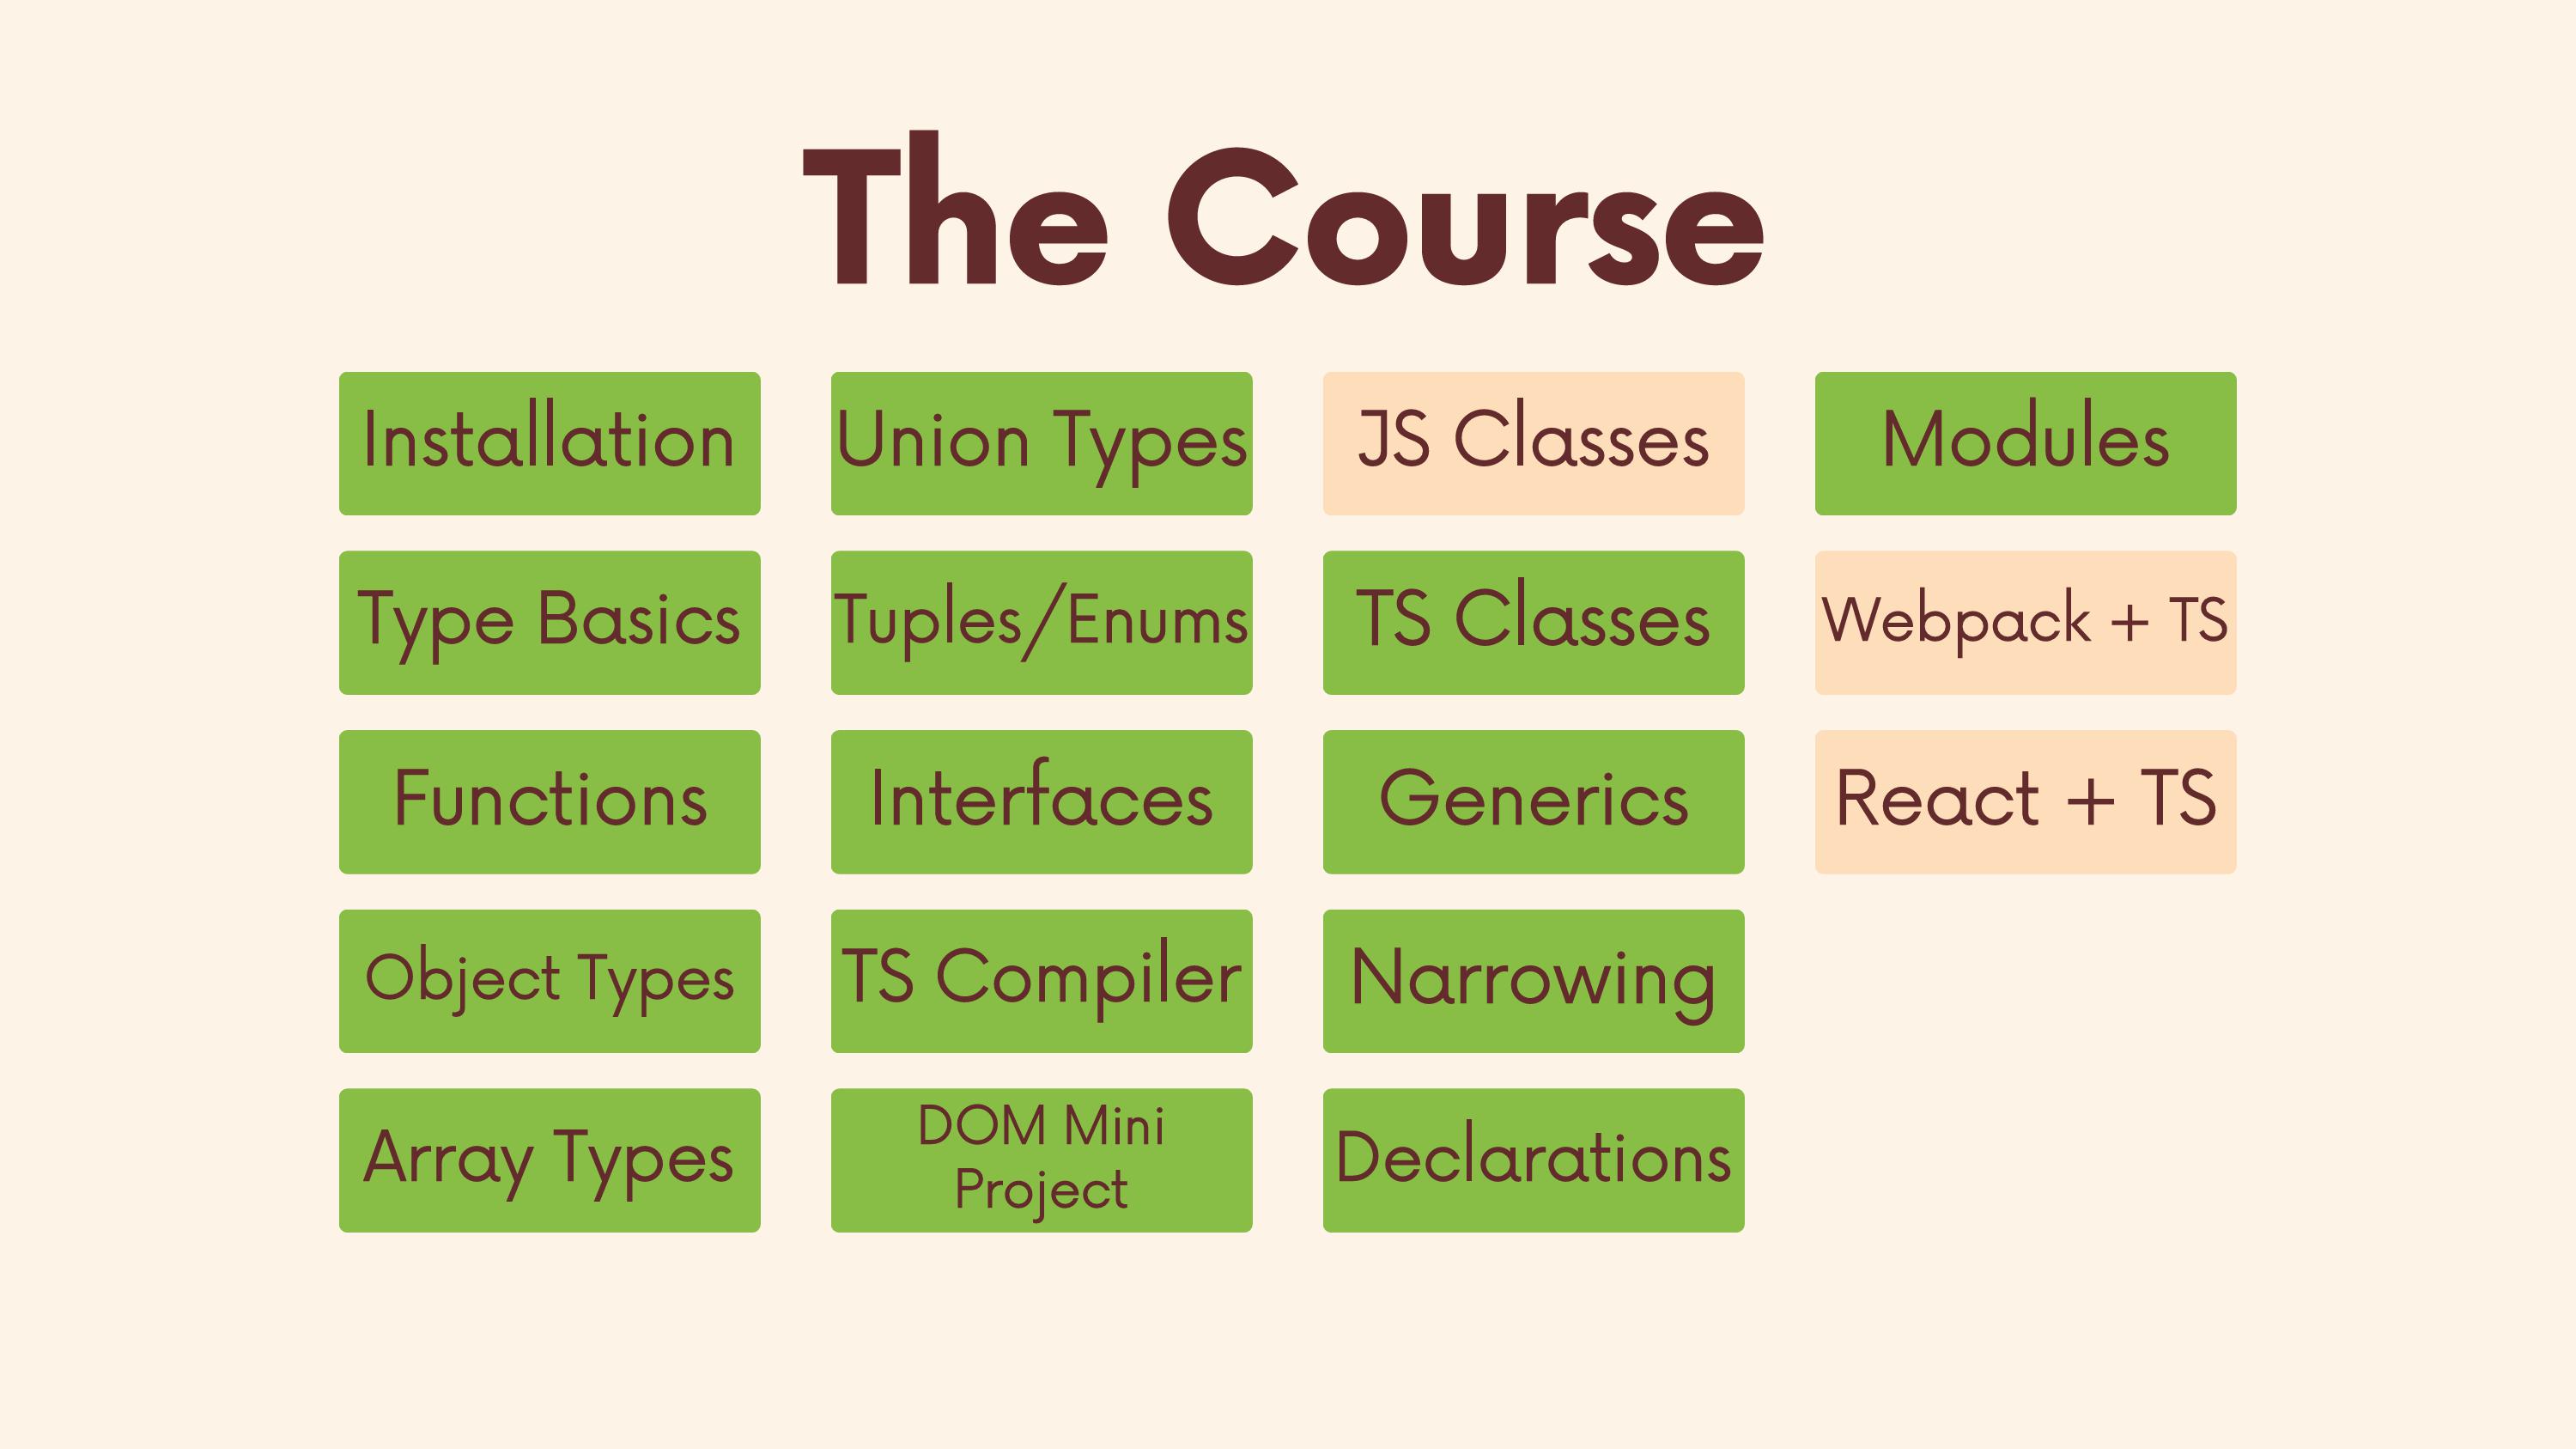 The Course
Installation
Type Basics
Functions
Object Types
Array Types
Union Types
Tuples/Enums
Interfaces
TS Compiler
DOM Mini
Project
JS Classes
TS Classes
Generics
Narrowing
Declarations
Modules
Webpack + TS
React + TS